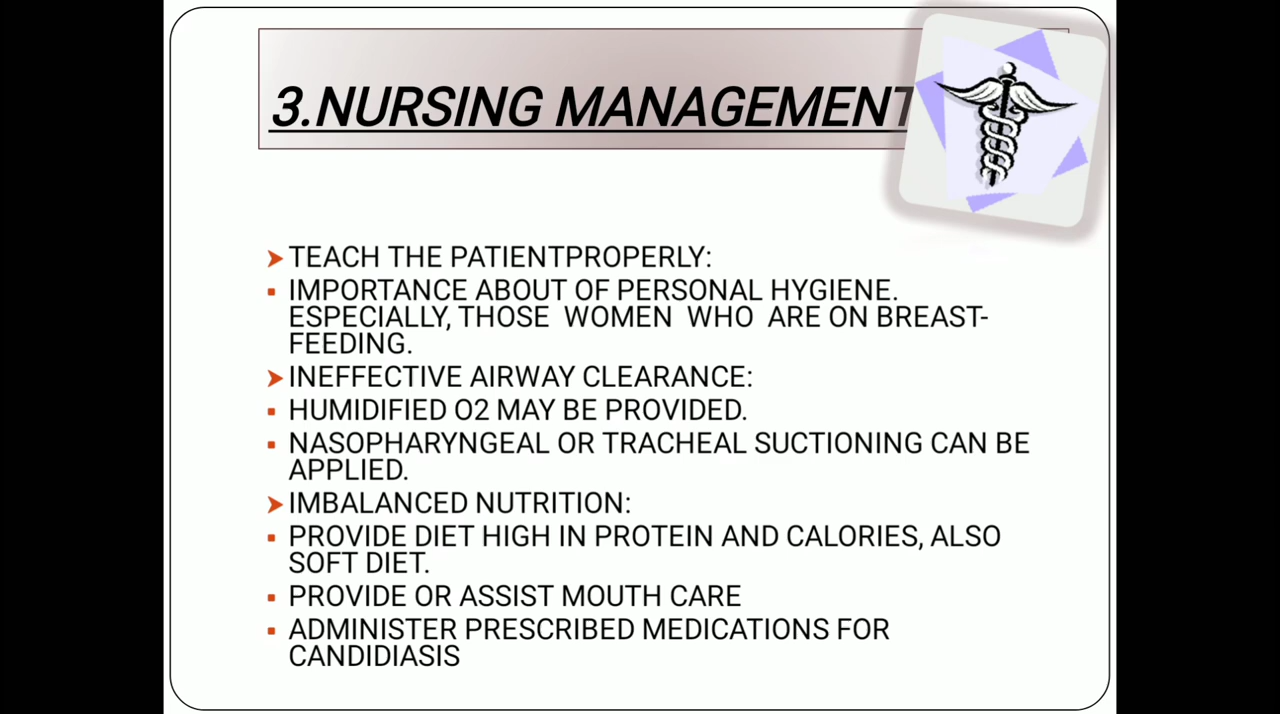 3.NURSING MANAGEMENT
TEACH THE PATIENTPROPERLY:
IMPORTANCE ABOUT OF PERSONAL HYGIENE.
ESPECIALLY, THOSE WOMEN WHO ARE ON BREAST-
FEEDING.
INEFFECTIVE AIRWAY CLEARANCE:
HUMIDIFIED O2 MAY BE PROVIDED.
NASOPHARYNGEAL OR TRACHEAL SUCTIONING CAN BE
APPLIED.
IMBALANCED NUTRITION:
PROVIDE DIET HIGH IN PROTEIN AND CALORIES, ALSO
SOFT DIET.
PROVIDE OR ASSIST MOUTH CARE
ADMINISTER PRESCRIBED MEDICATIONS FOR
CANDIDIASIS